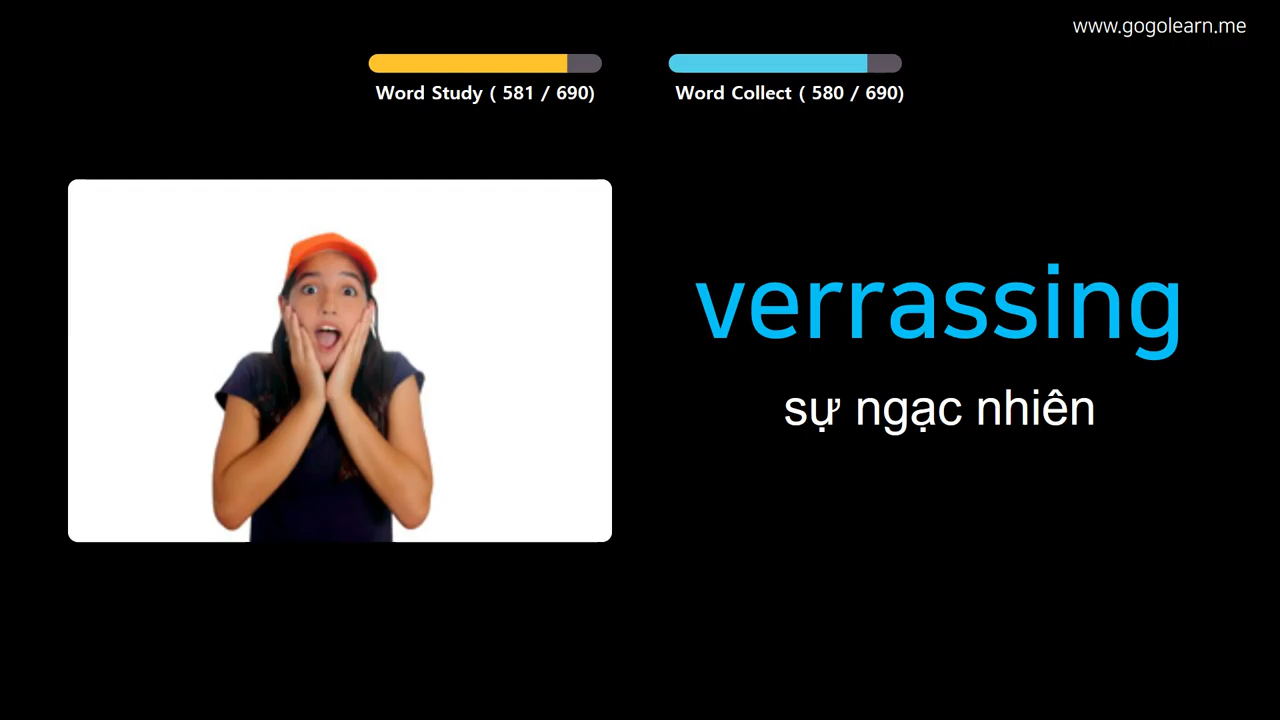 www.gogolearn.me
Word Study ( 581 / 690)
Word Collect ( 580 / 690)
verrassing
sự ngạc nhiên